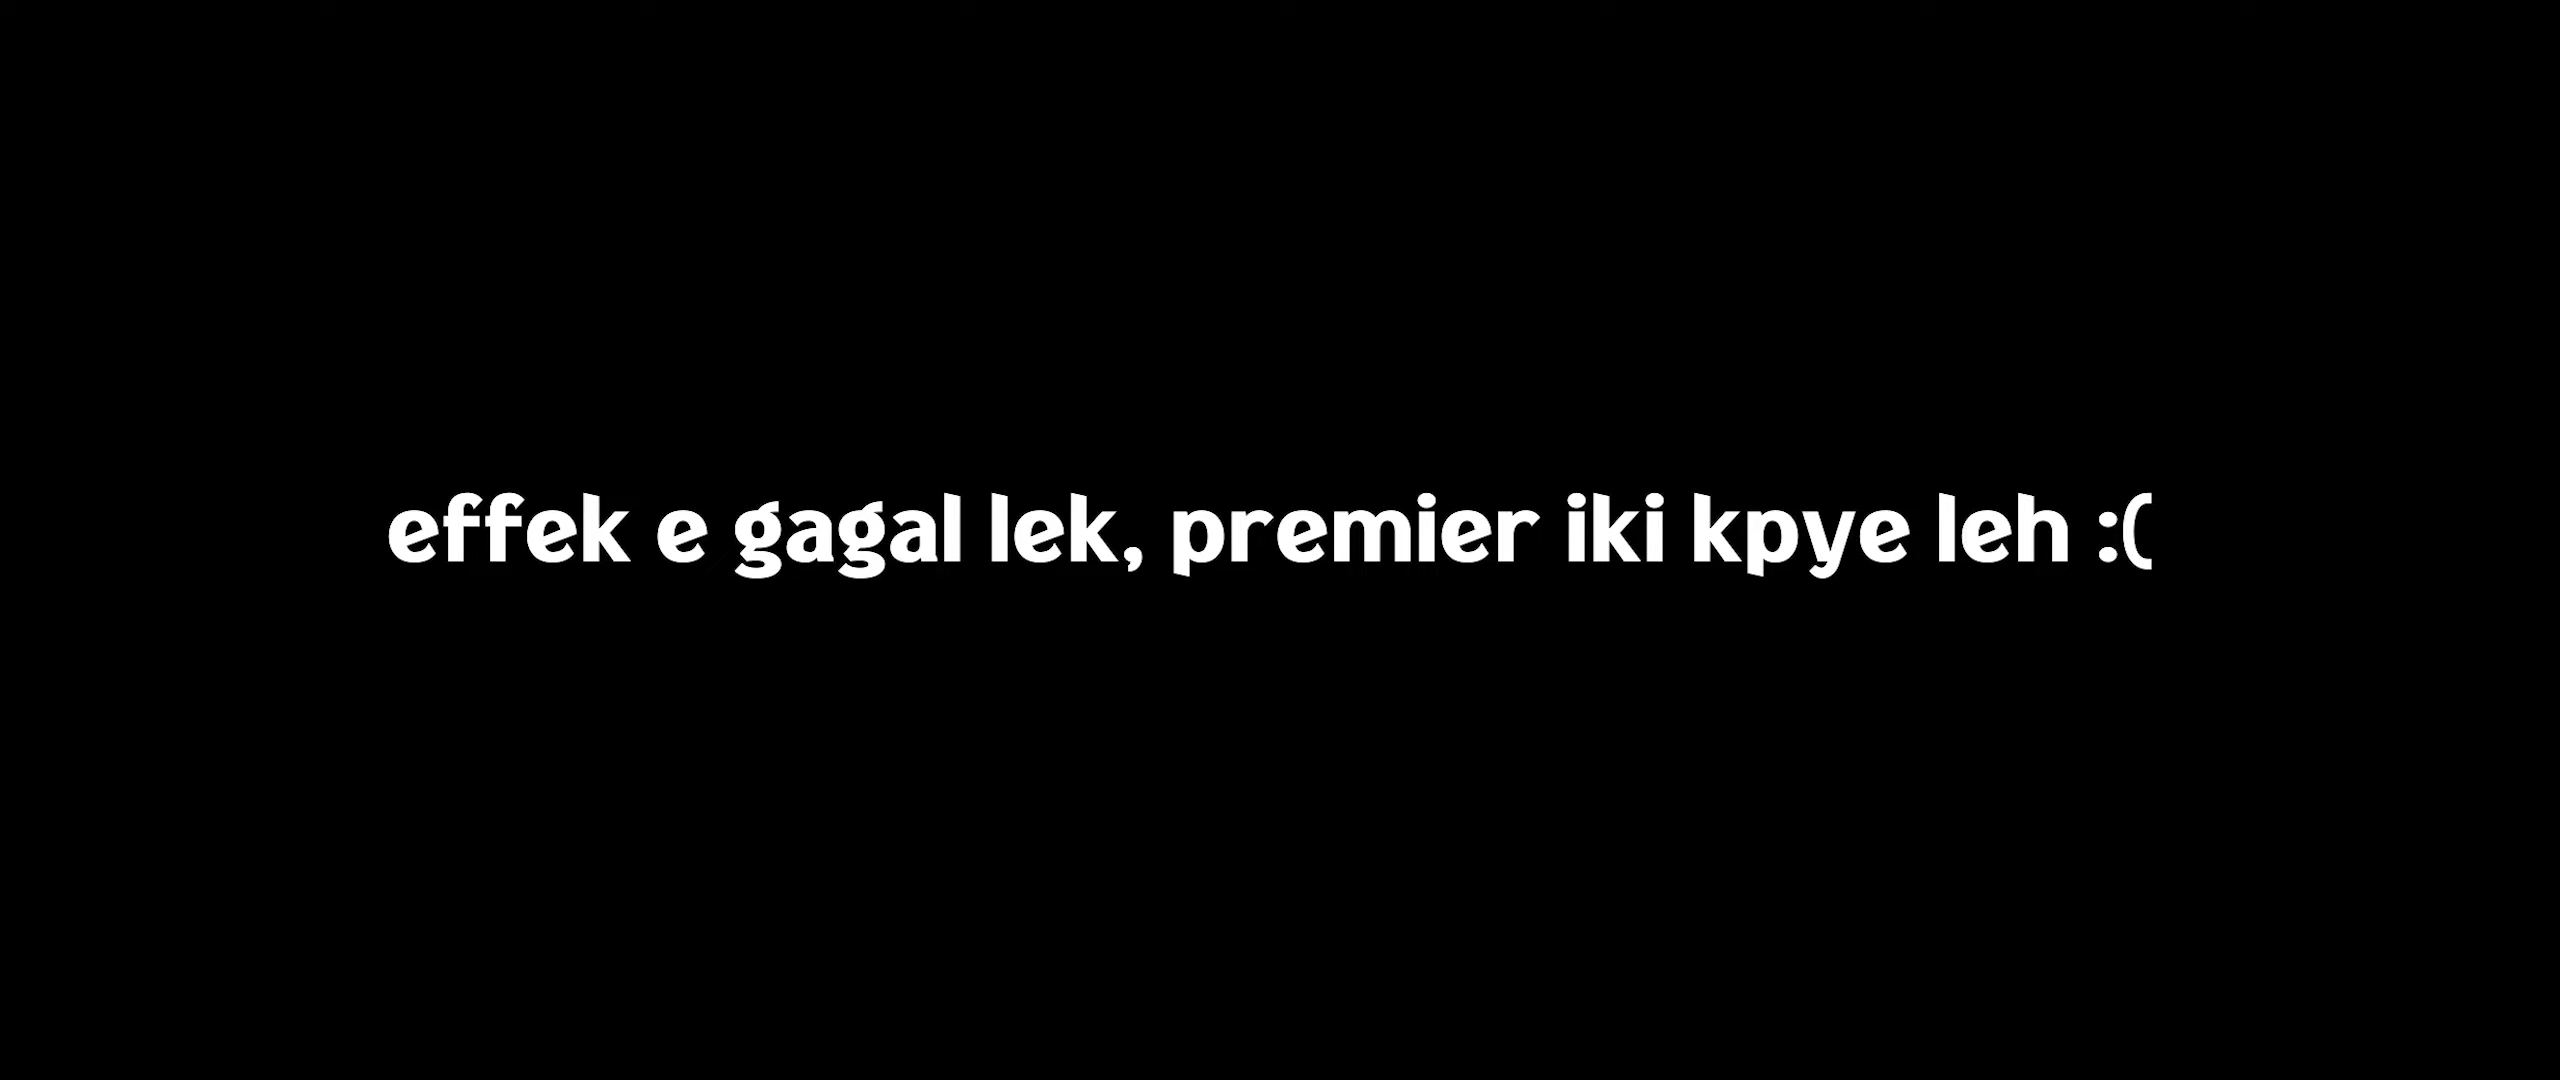 effek e gagal lek, premier iki kpye leh :(